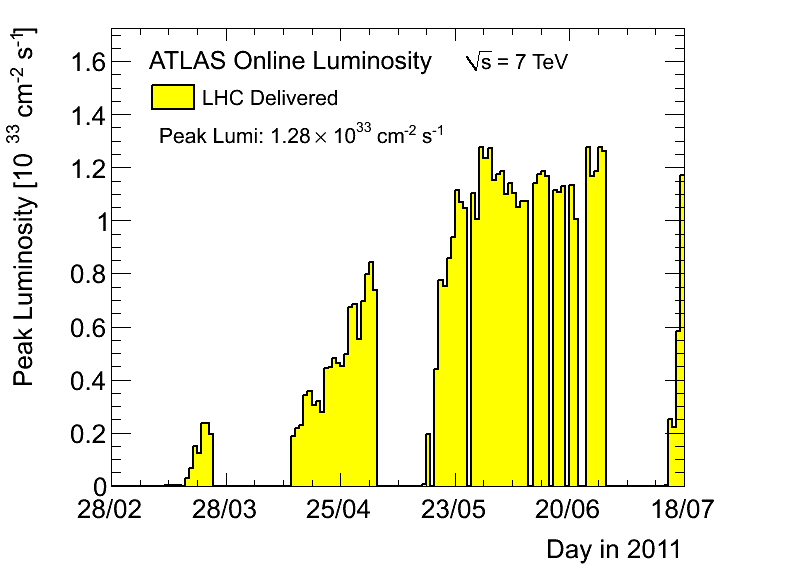 ATLAS Online Luminosity √s = 7 TeV
LHC Delivered
Peak Lumi: 1.28 × 10³³ cm⁻² s⁻¹
Peak Luminosity [10³³ cm⁻² s⁻¹]
1.6
1.4
1.2
1
0.8
0.6
0.4
0.2
0
28/02 28/03 25/04 23/05 20/06 18/07
Day in 2011